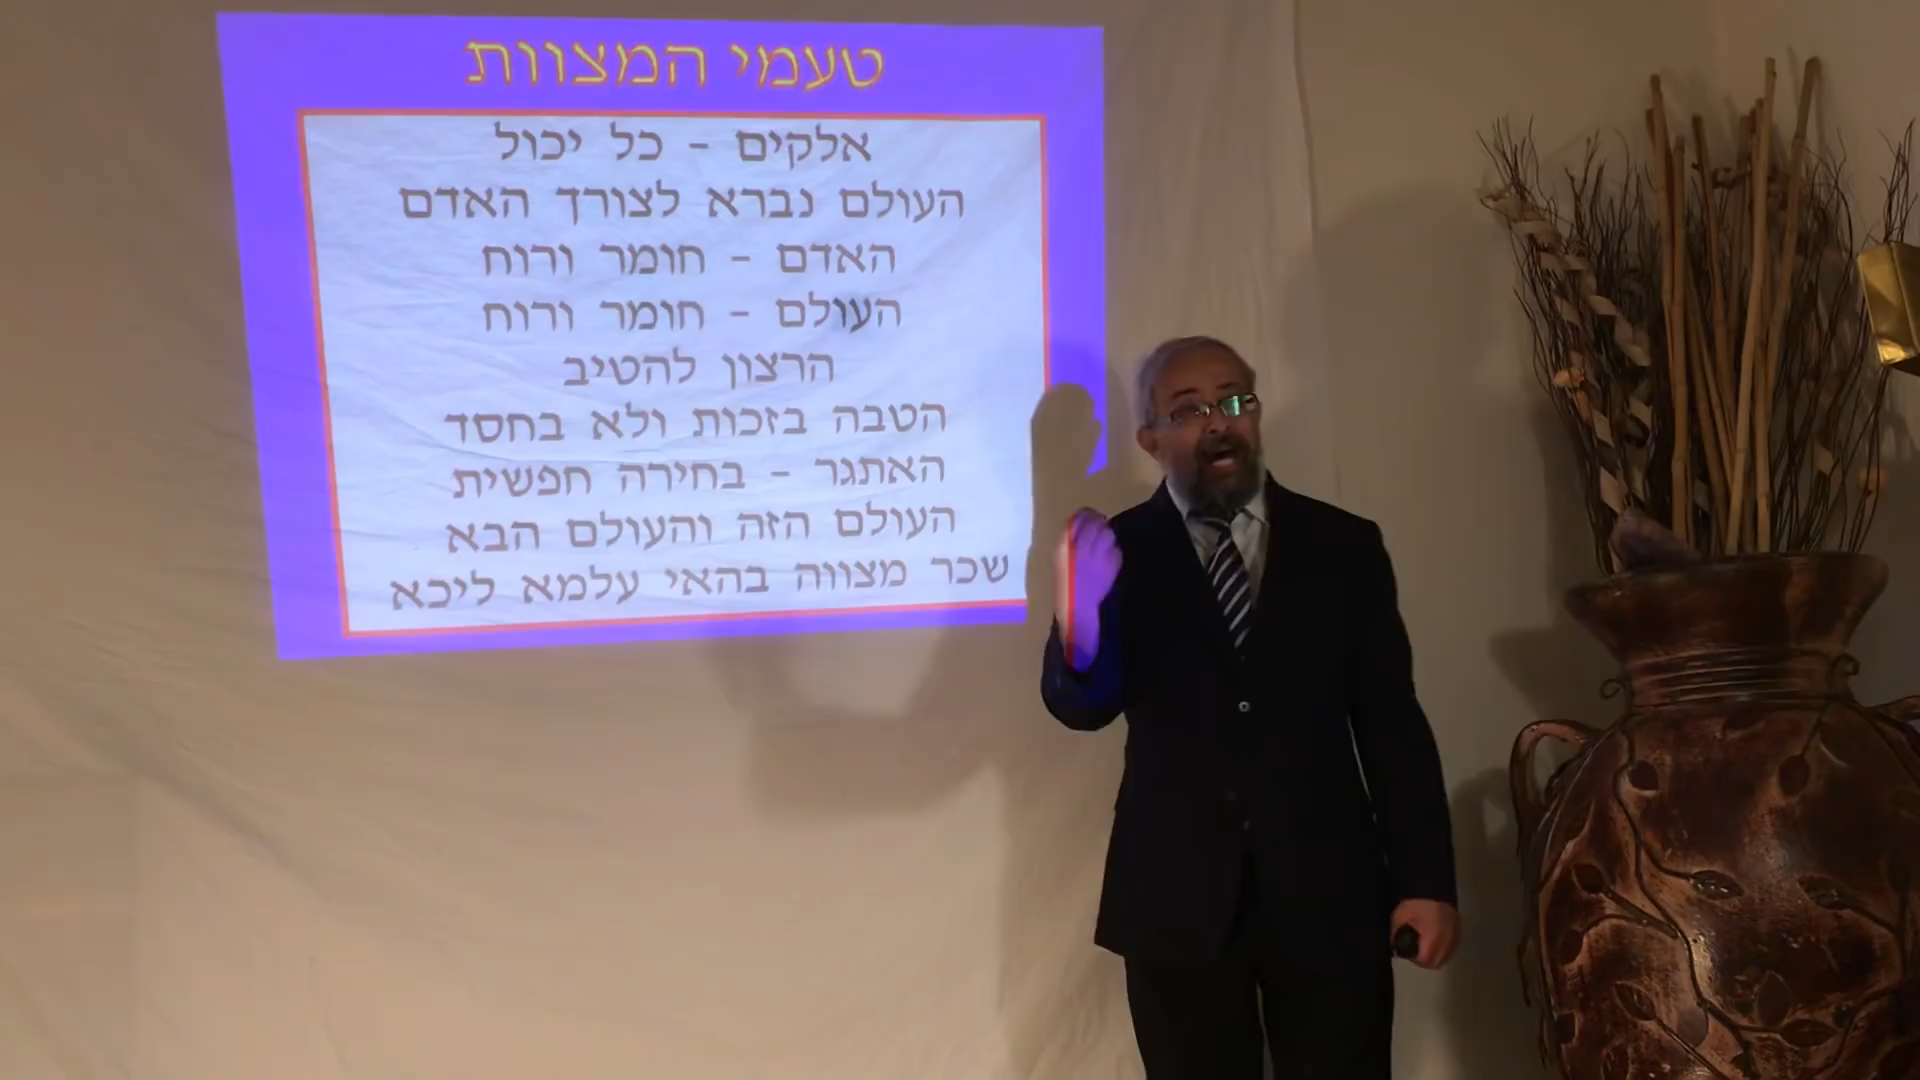 טעמי המצוות
אלקים - כל יכול
העולם נברא לצורך האדם
האדם - חומר ורוח
העולם - חומר ורוח
הרצון להטיב
הטבה בזכות ולא בחסד
האתגר - בחירה חפשית
העולם הזה והעולם הבא
שכר מצווה בהאי עלמא ליכא